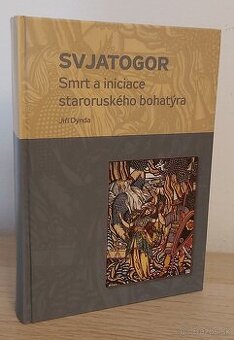 SVJATOGOR
Smrt a iniciace
staroruského bohatýra
Jiří Dynda